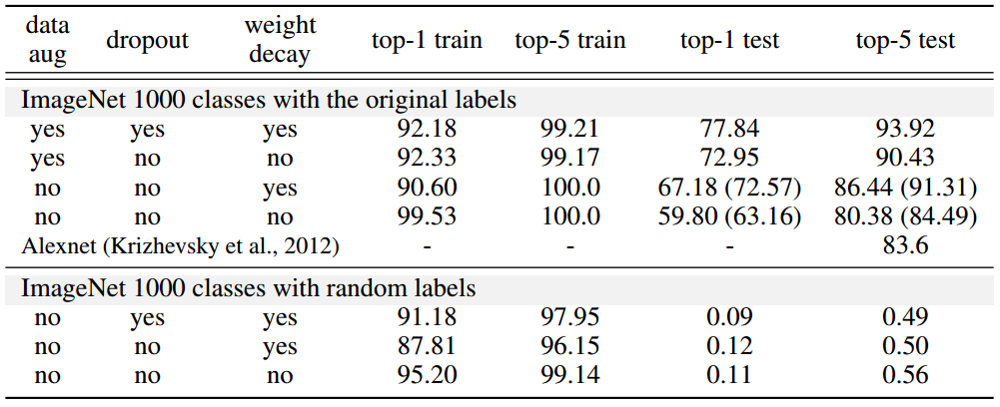 data aug dropout weight decay top-1 train top-5 train top-1 test top-5 test
ImageNet 1000 classes with the original labels
yes yes yes 92.18 99.21 77.84 93.92
yes no no 92.33 99.17 72.95 90.43
no no yes 90.60 100.0 67.18 (72.57) 86.44 (91.31)
no no no 99.53 100.0 59.80 (63.16) 80.38 (84.49)
Alexnet (Krizhevsky et al., 2012) - - - 83.6
ImageNet 1000 classes with random labels
no yes yes 91.18 97.95 0.09 0.49
no no yes 87.81 96.15 0.12 0.50
no no no 95.20 99.14 0.11 0.56